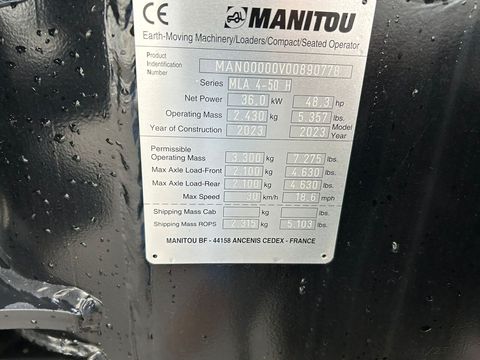 CE MANITOU
Earth-Moving Machinery/Loaders/Compact/Seated Operator
Product
Indentification
Number MAN00000V00890778
Series MLA 4-50 H
Net Power 36.0 kW 48.3 hp
Operating Mass 2.430 kg 5.357 lbs.
Year of Construction 2023 2023 Model Year
Permissible
Operating Mass 3.300 kg 7.275 lbs.
Max Axle Load-Front 2.100 kg 4.630 lbs.
Max Axle Load-Rear 2.100 kg 4.630 lbs.
Max Speed 30 km/h 18.6 mph
Shipping Mass Cab kg lbs.
Shipping Mass ROPS 2.315 kg 5.103 lbs.
MANITOU BF - 44158 ANCENIS CEDEX - FRANCE